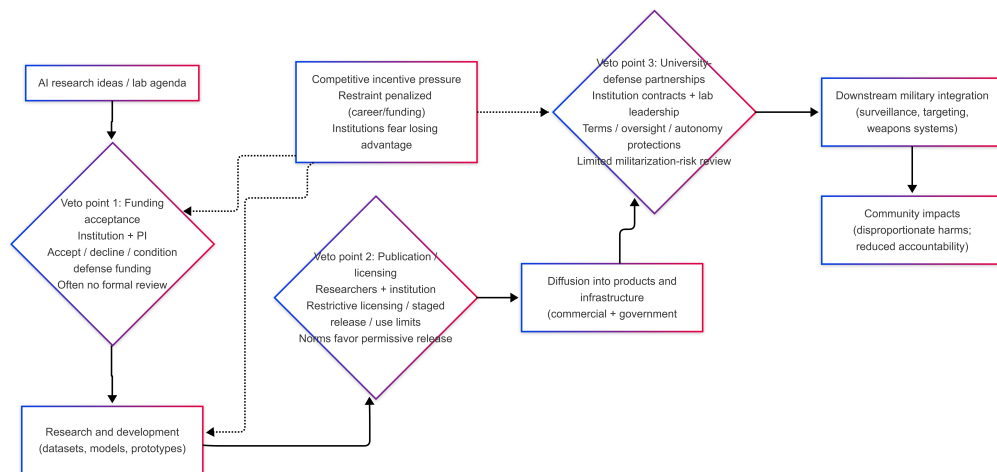 AI research ideas / lab agenda
Veto point 1: Funding
acceptance
Institution + PI
Accept / decline / condition
defense funding
Often no formal review
Research and development
(datasets, models, prototypes)
Competitive incentive pressure
Restraint penalized
(career/funding)
Institutions fear losing
advantage
Veto point 2: Publication /
licensing
Researchers + institution
Restrictive licensing / staged
release / use limits
Norms favor permissive release
Diffusion into products and
infrastructure
(commercial + government
Veto point 3: University-
defense partnerships
Institution contracts + lab
leadership
Terms / oversight / autonomy
protections
Limited militarization-risk review
Downstream military integration
(surveillance, targeting,
weapons systems)
Community impacts
(disproportionate harms;
reduced accountability)